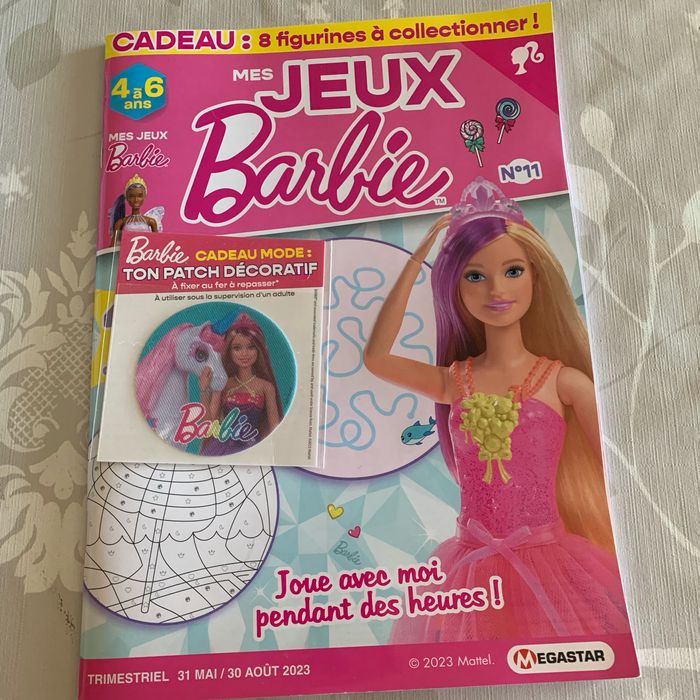 CADEAU : 8 figurines à collectionner !
4 à 6
ans
MES JEUX
Barbie
TM
N°11
MES JEUX
Barbie
Barbie CADEAU MODE :
TON PATCH DÉCORATIF
À fixer au fer à repasser*
À utiliser sous la supervision d'un adulte
Barbie
Barbie
Joue avec moi
pendant des heures !
© 2023 Mattel.
MEGASTAR
TRIMESTRIEL 31 MAI / 30 AOÛT 2023